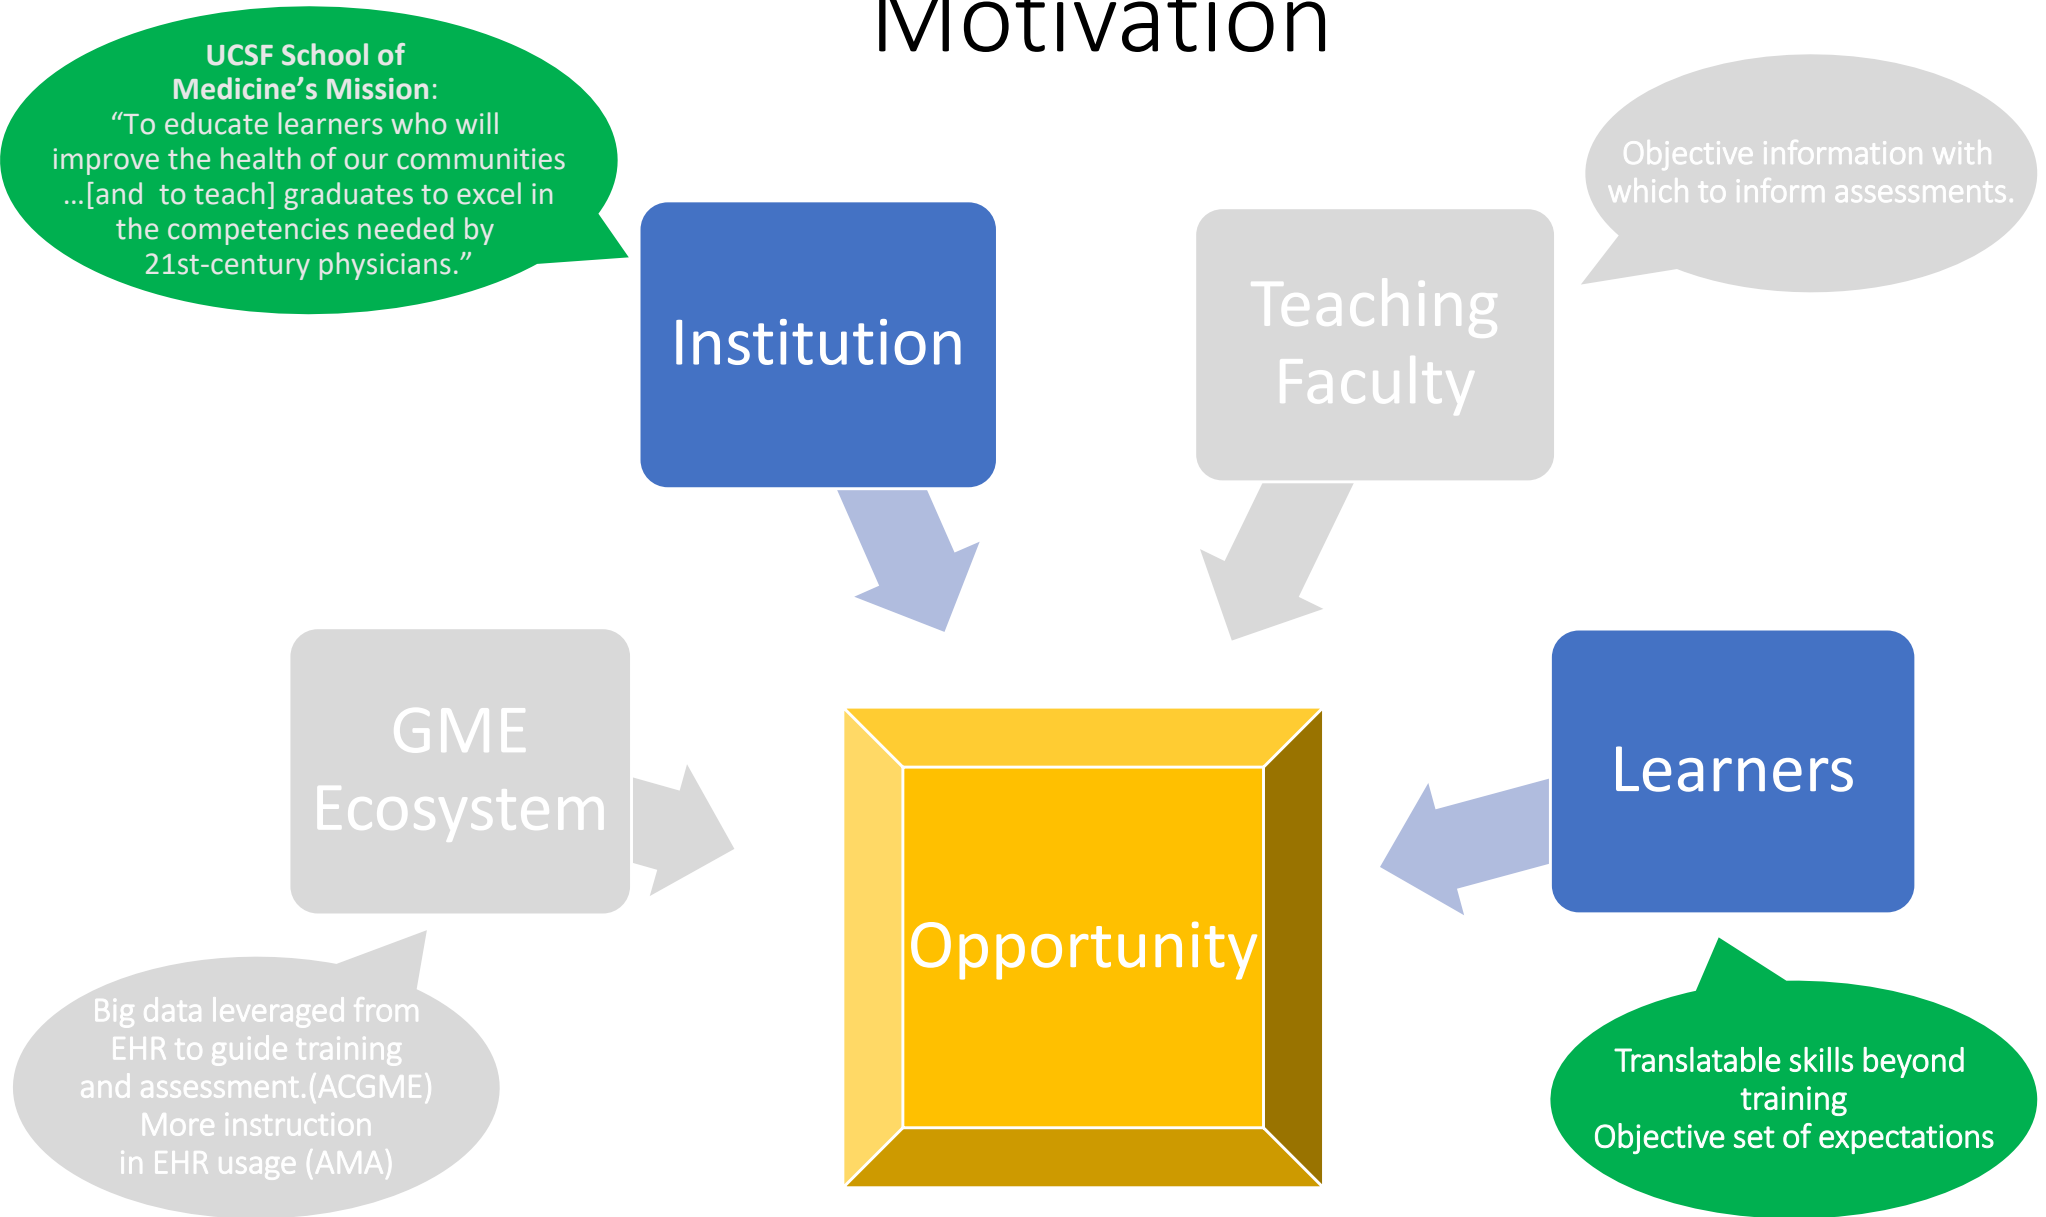 Motivation
UCSF School of
Medicine’s Mission:
“To educate learners who will
improve the health of our communities
…[and  to teach] graduates to excel in
the competencies needed by
21st-century physicians.”
Objective information with
which to inform assessments.
Institution
Teaching
Faculty
GME
Ecosystem
Learners
Opportunity
Big data leveraged from
EHR to guide training
and assessment.(ACGME)
More instruction
in EHR usage (AMA)
Translatable skills beyond
training
Objective set of expectations